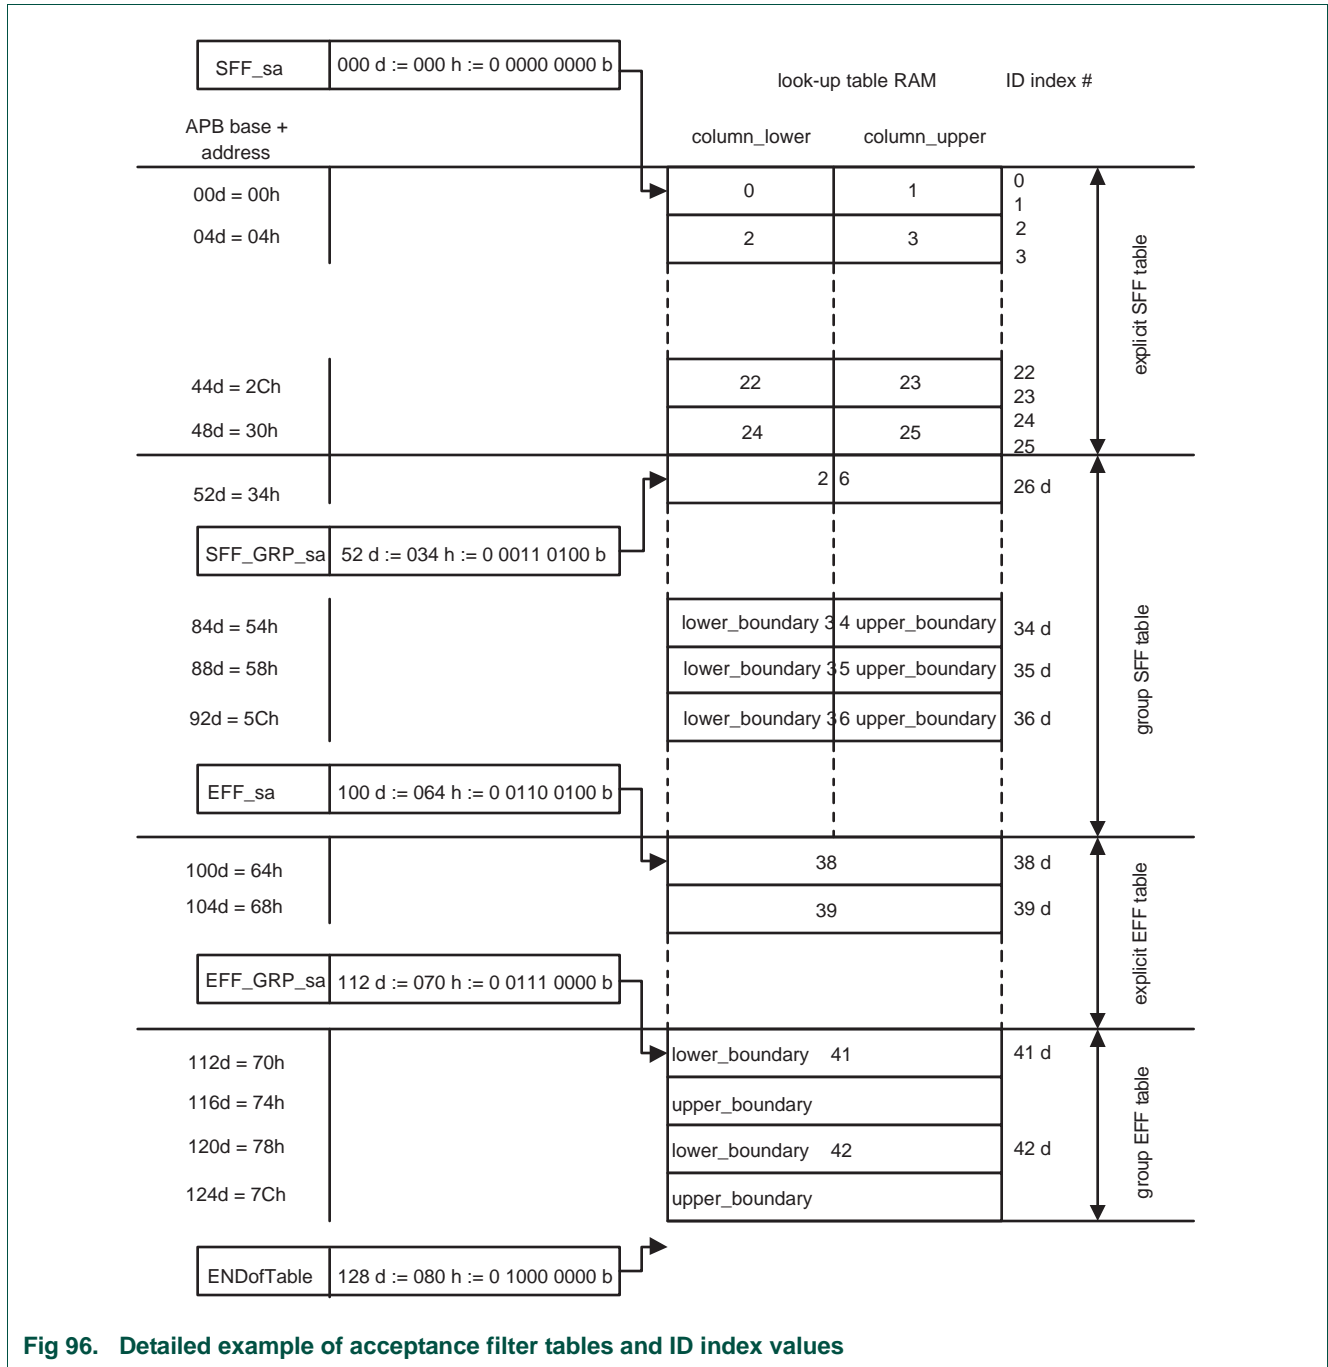 SFF_sa 000 d := 000 h := 0 0000 0000 b
look-up table RAM ID index #
APB base +
address
column_lower column_upper
00d = 00h 0 1 0
1
04d = 04h 2 3 2
3
explicit SFF table
44d = 2Ch 22 23 22
23
48d = 30h 24 25 24
25
52d = 34h 2 6 26 d
SFF_GRP_sa 52 d := 034 h := 0 0011 0100 b
84d = 54h lower_boundary 3 4 upper_boundary 34 d
88d = 58h lower_boundary 3 5 upper_boundary 35 d
92d = 5Ch lower_boundary 3 6 upper_boundary 36 d
group SFF table
EFF_sa 100 d := 064 h := 0 0110 0100 b
100d = 64h 38 38 d
104d = 68h 39 39 d
explicit EFF table
EFF_GRP_sa 112 d := 070 h := 0 0111 0000 b
112d = 70h lower_boundary 41 41 d
116d = 74h upper_boundary
120d = 78h lower_boundary 42 42 d
124d = 7Ch upper_boundary
group EFF table
ENDofTable 128 d := 080 h := 0 1000 0000 b
Fig 96. Detailed example of acceptance filter tables and ID index values